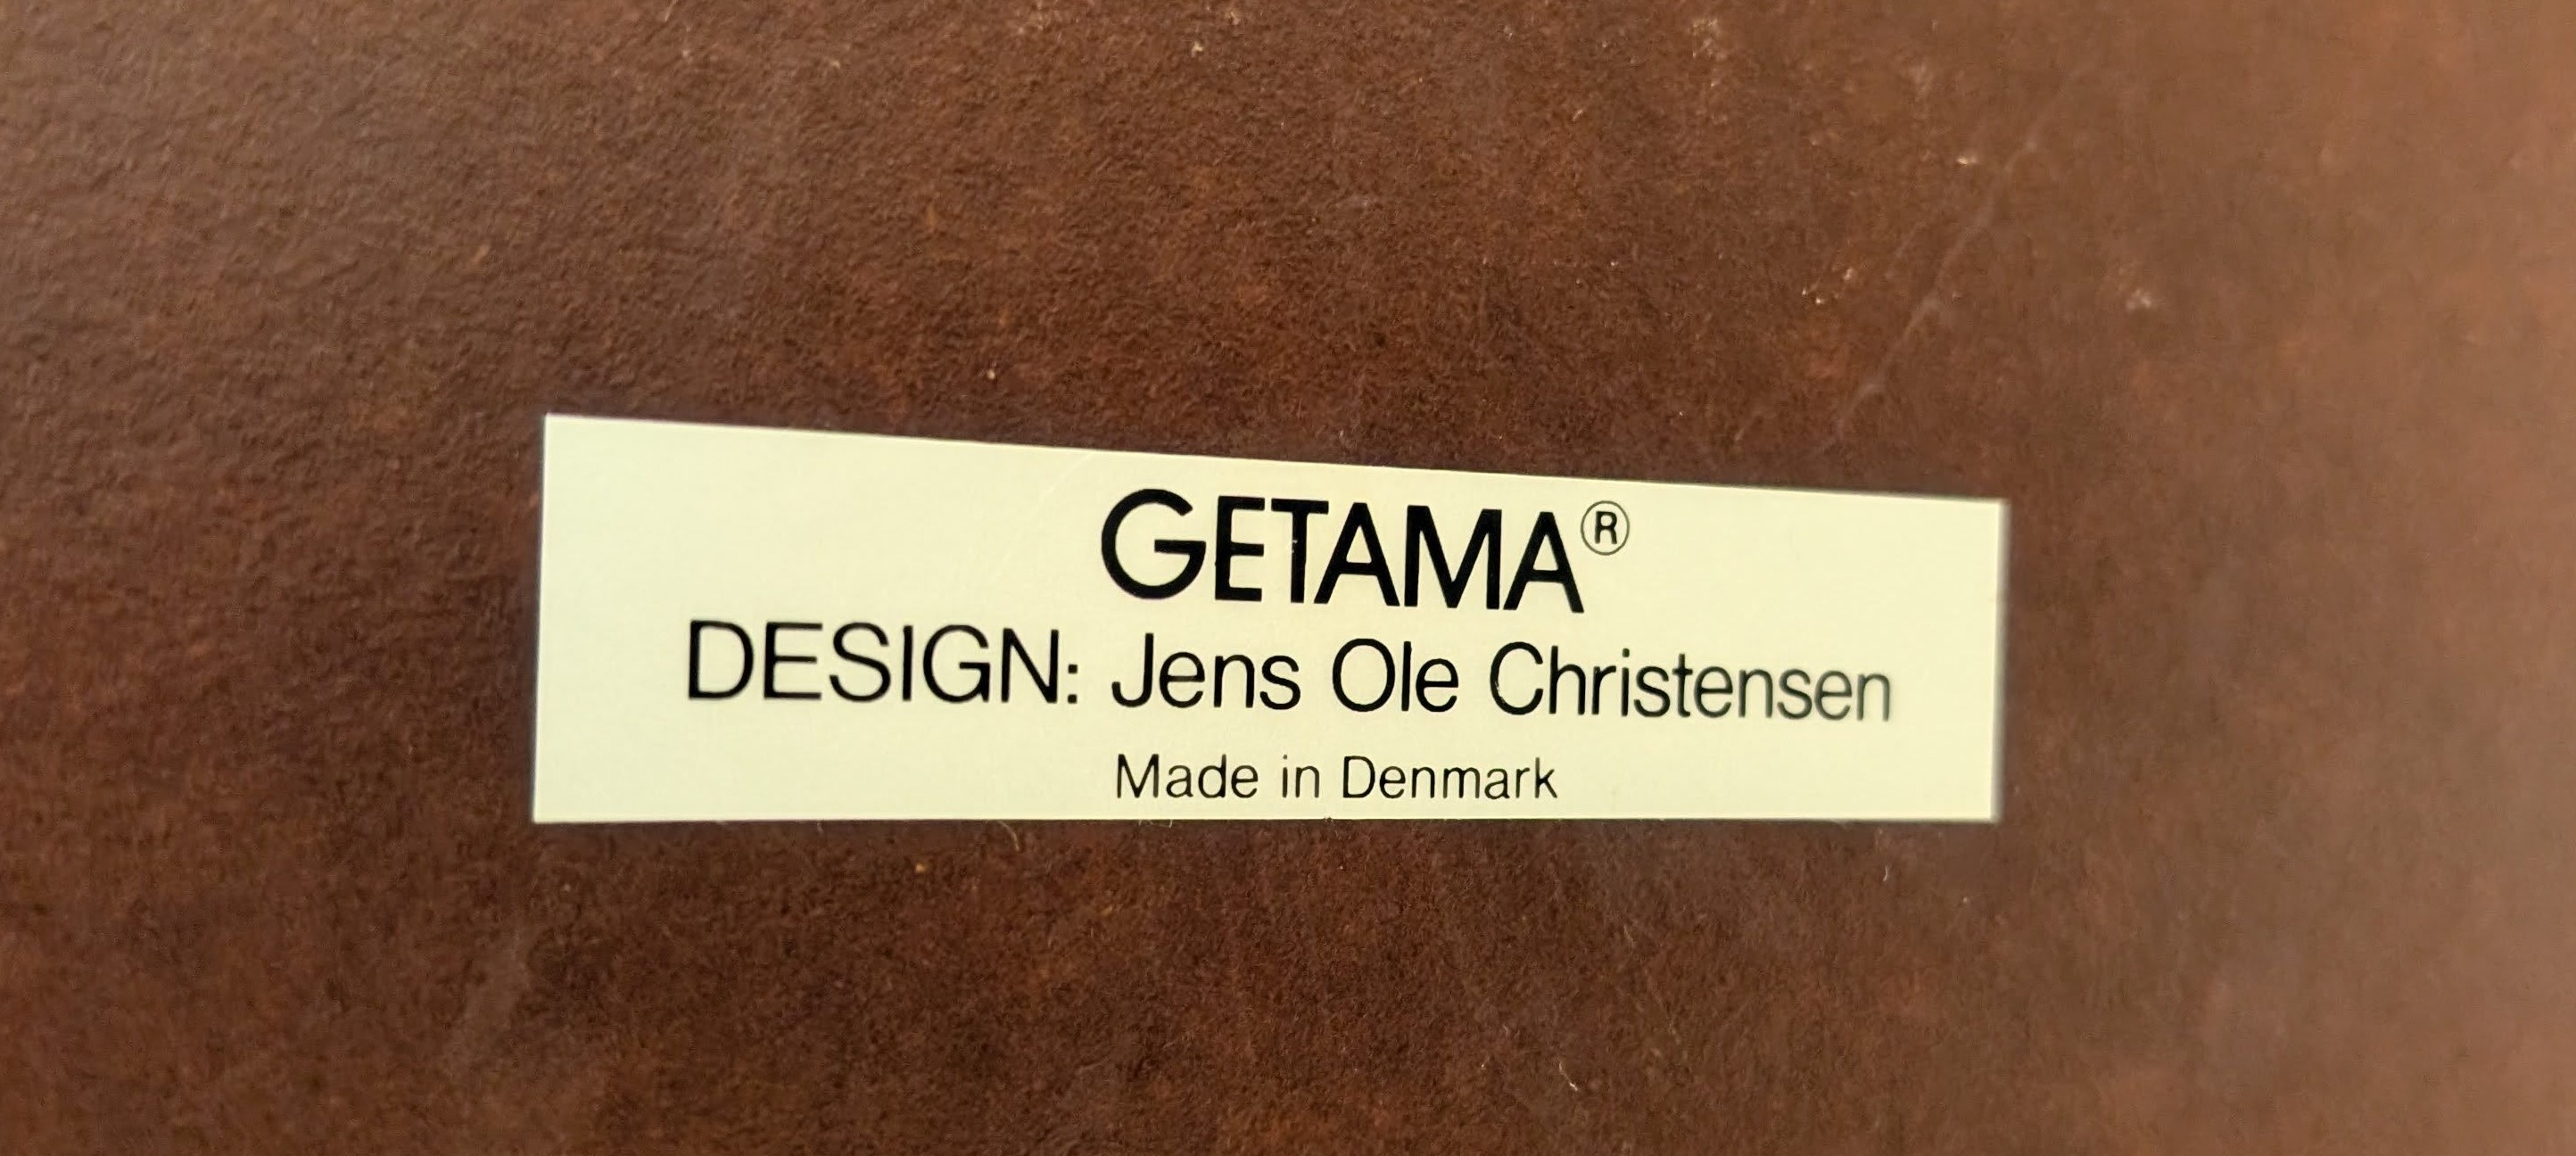 GETAMA®
DESIGN: Jens Ole Christensen
Made in Denmark